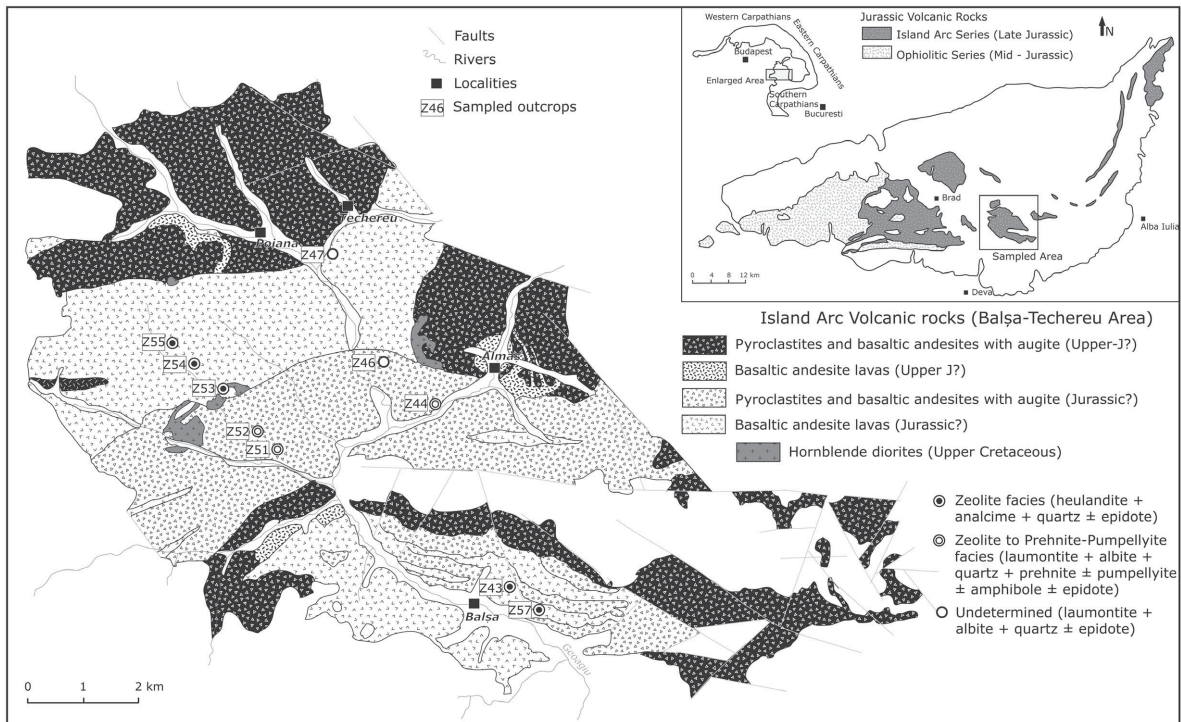 Faults
Rivers
Localities
Z46 Sampled outcrops
Western Carpathians
Eastern Carpathians
Budapest
Enlarged Area
Southern
Carpathians
Bucuresti
Jurassic Volcanic Rocks
Island Arc Series (Late Jurassic)
Ophiolitic Series (Mid - Jurassic)
N
Brad
Alba Iulia
Sampled Area
Deva
0 4 8 12 km
Techereu
Poiana
Z47
Z55
Z54
Z53
Z46
Almaș
Z44
Z52
Z51
Z43
Z57
Balșa
Geoagiu
0 1 2 km
Island Arc Volcanic rocks (Balșa-Techereu Area)
Pyroclastites and basaltic andesites with augite (Upper-J?)
Basaltic andesite lavas (Upper J?)
Pyroclastites and basaltic andesites with augite (Jurassic?)
Basaltic andesite lavas (Jurassic?)
Hornblende diorites (Upper Cretaceous)
Zeolite facies (heulandite +
analcime + quartz ± epidote)
Zeolite to Prehnite-Pumpellyite
facies (laumontite + albite +
quartz + prehnite ± pumpellyite
± amphibole ± epidote)
Undetermined (laumontite +
albite + quartz ± epidote)